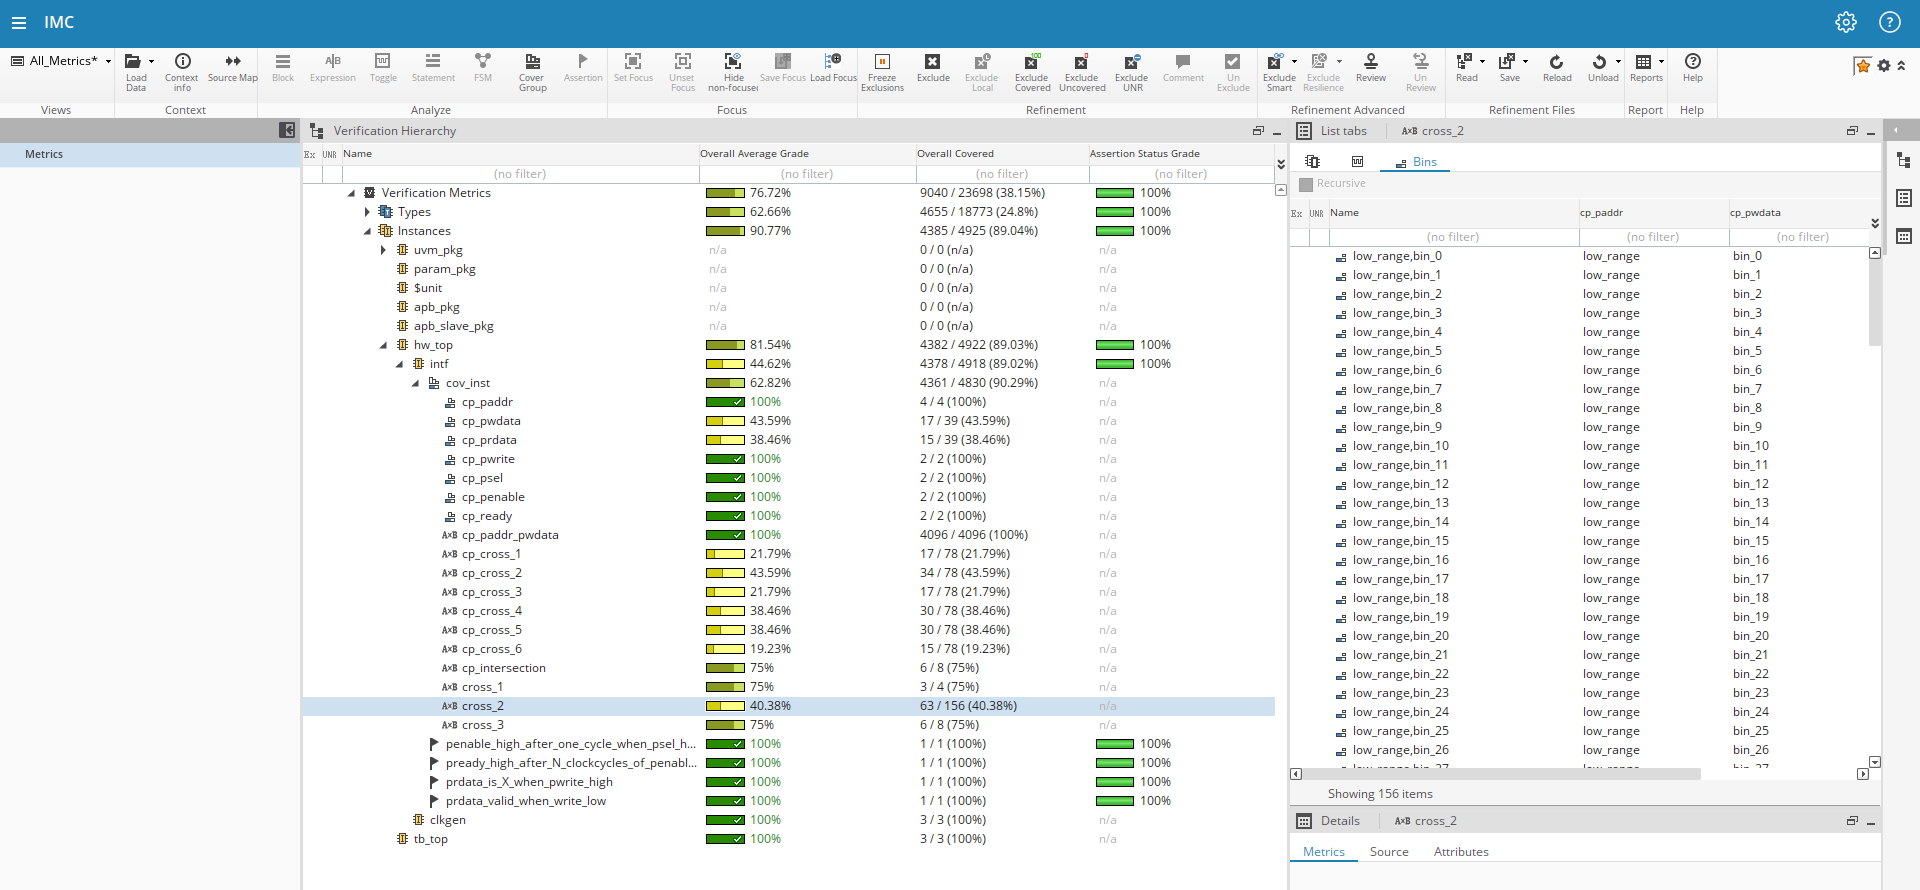 IMC
All_Metrics*
Load Data
Context info
Source Map
Block
Expression
Toggle
Statement
FSM
Cover Group
Assertion
Set Focus
Unset Focus
Hide non-focused
Save Focus
Load Focus
Freeze Exclusions
Exclude
Exclude Local
Exclude Covered
Exclude Uncovered
Exclude UNR
Comment
Un Exclude
Exclude Smart
Exclude Resilience
Review
Un Review
Read
Save
Reload
Unload
Reports
Help
Views Context Analyze Focus Refinement Refinement Advanced Refinement Files Report Help
Metrics
Verification Hierarchy
Ex UNR Name Overall Average Grade Overall Covered Assertion Status Grade
(no filter) (no filter) (no filter) (no filter)
Verification Metrics 76.72% 9040 / 23698 (38.15%) 100%
Types 62.66% 4655 / 18773 (24.8%) 100%
Instances 90.77% 4385 / 4925 (89.04%) 100%
uvm_pkg n/a 0 / 0 (n/a)
param_pkg n/a 0 / 0 (n/a)
$unit n/a 0 / 0 (n/a)
apb_pkg n/a 0 / 0 (n/a)
apb_slave_pkg n/a 0 / 0 (n/a)
hw_top 81.54% 4382 / 4922 (89.03%) 100%
intf 44.62% 4378 / 4918 (89.02%) 100%
cov_inst 62.82% 4361 / 4830 (90.29%) n/a
cp_paddr 100% 4 / 4 (100%) n/a
cp_pwdata 43.59% 17 / 39 (43.59%) n/a
cp_prdata 38.46% 15 / 39 (38.46%) n/a
cp_pwrite 100% 2 / 2 (100%) n/a
cp_psel 100% 2 / 2 (100%) n/a
cp_penable 100% 2 / 2 (100%) n/a
cp_ready 100% 2 / 2 (100%) n/a
A×B cp_paddr_pwdata 100% 4096 / 4096 (100%) n/a
A×B cp_cross_1 21.79% 17 / 78 (21.79%) n/a
A×B cp_cross_2 43.59% 34 / 78 (43.59%) n/a
A×B cp_cross_3 21.79% 17 / 78 (21.79%) n/a
A×B cp_cross_4 38.46% 30 / 78 (38.46%) n/a
A×B cp_cross_5 38.46% 30 / 78 (38.46%) n/a
A×B cp_cross_6 19.23% 15 / 78 (19.23%) n/a
A×B cp_intersection 75% 6 / 8 (75%) n/a
A×B cross_1 75% 3 / 4 (75%) n/a
A×B cross_2 40.38% 63 / 156 (40.38%) n/a
A×B cross_3 75% 6 / 8 (75%) n/a
penable_high_after_one_cycle_when_psel_h... 100% 1 / 1 (100%) 100%
pready_high_after_N_clockcycles_of_penabl... 100% 1 / 1 (100%) 100%
prdata_is_X_when_pwrite_high 100% 1 / 1 (100%) 100%
prdata_valid_when_write_low 100% 1 / 1 (100%) 100%
clkgen 100% 3 / 3 (100%) n/a
tb_top 100% 3 / 3 (100%) n/a
List tabs A×B cross_2
Bins
Recursive
Ex UNR Name cp_paddr cp_pwdata
(no filter) (no filter) (no filter)
low_range,bin_0 low_range bin_0
low_range,bin_1 low_range bin_1
low_range,bin_2 low_range bin_2
low_range,bin_3 low_range bin_3
low_range,bin_4 low_range bin_4
low_range,bin_5 low_range bin_5
low_range,bin_6 low_range bin_6
low_range,bin_7 low_range bin_7
low_range,bin_8 low_range bin_8
low_range,bin_9 low_range bin_9
low_range,bin_10 low_range bin_10
low_range,bin_11 low_range bin_11
low_range,bin_12 low_range bin_12
low_range,bin_13 low_range bin_13
low_range,bin_14 low_range bin_14
low_range,bin_15 low_range bin_15
low_range,bin_16 low_range bin_16
low_range,bin_17 low_range bin_17
low_range,bin_18 low_range bin_18
low_range,bin_19 low_range bin_19
low_range,bin_20 low_range bin_20
low_range,bin_21 low_range bin_21
low_range,bin_22 low_range bin_22
low_range,bin_23 low_range bin_23
low_range,bin_24 low_range bin_24
low_range,bin_25 low_range bin_25
low_range,bin_26 low_range bin_26
Showing 156 items
Details A×B cross_2
Metrics Source Attributes